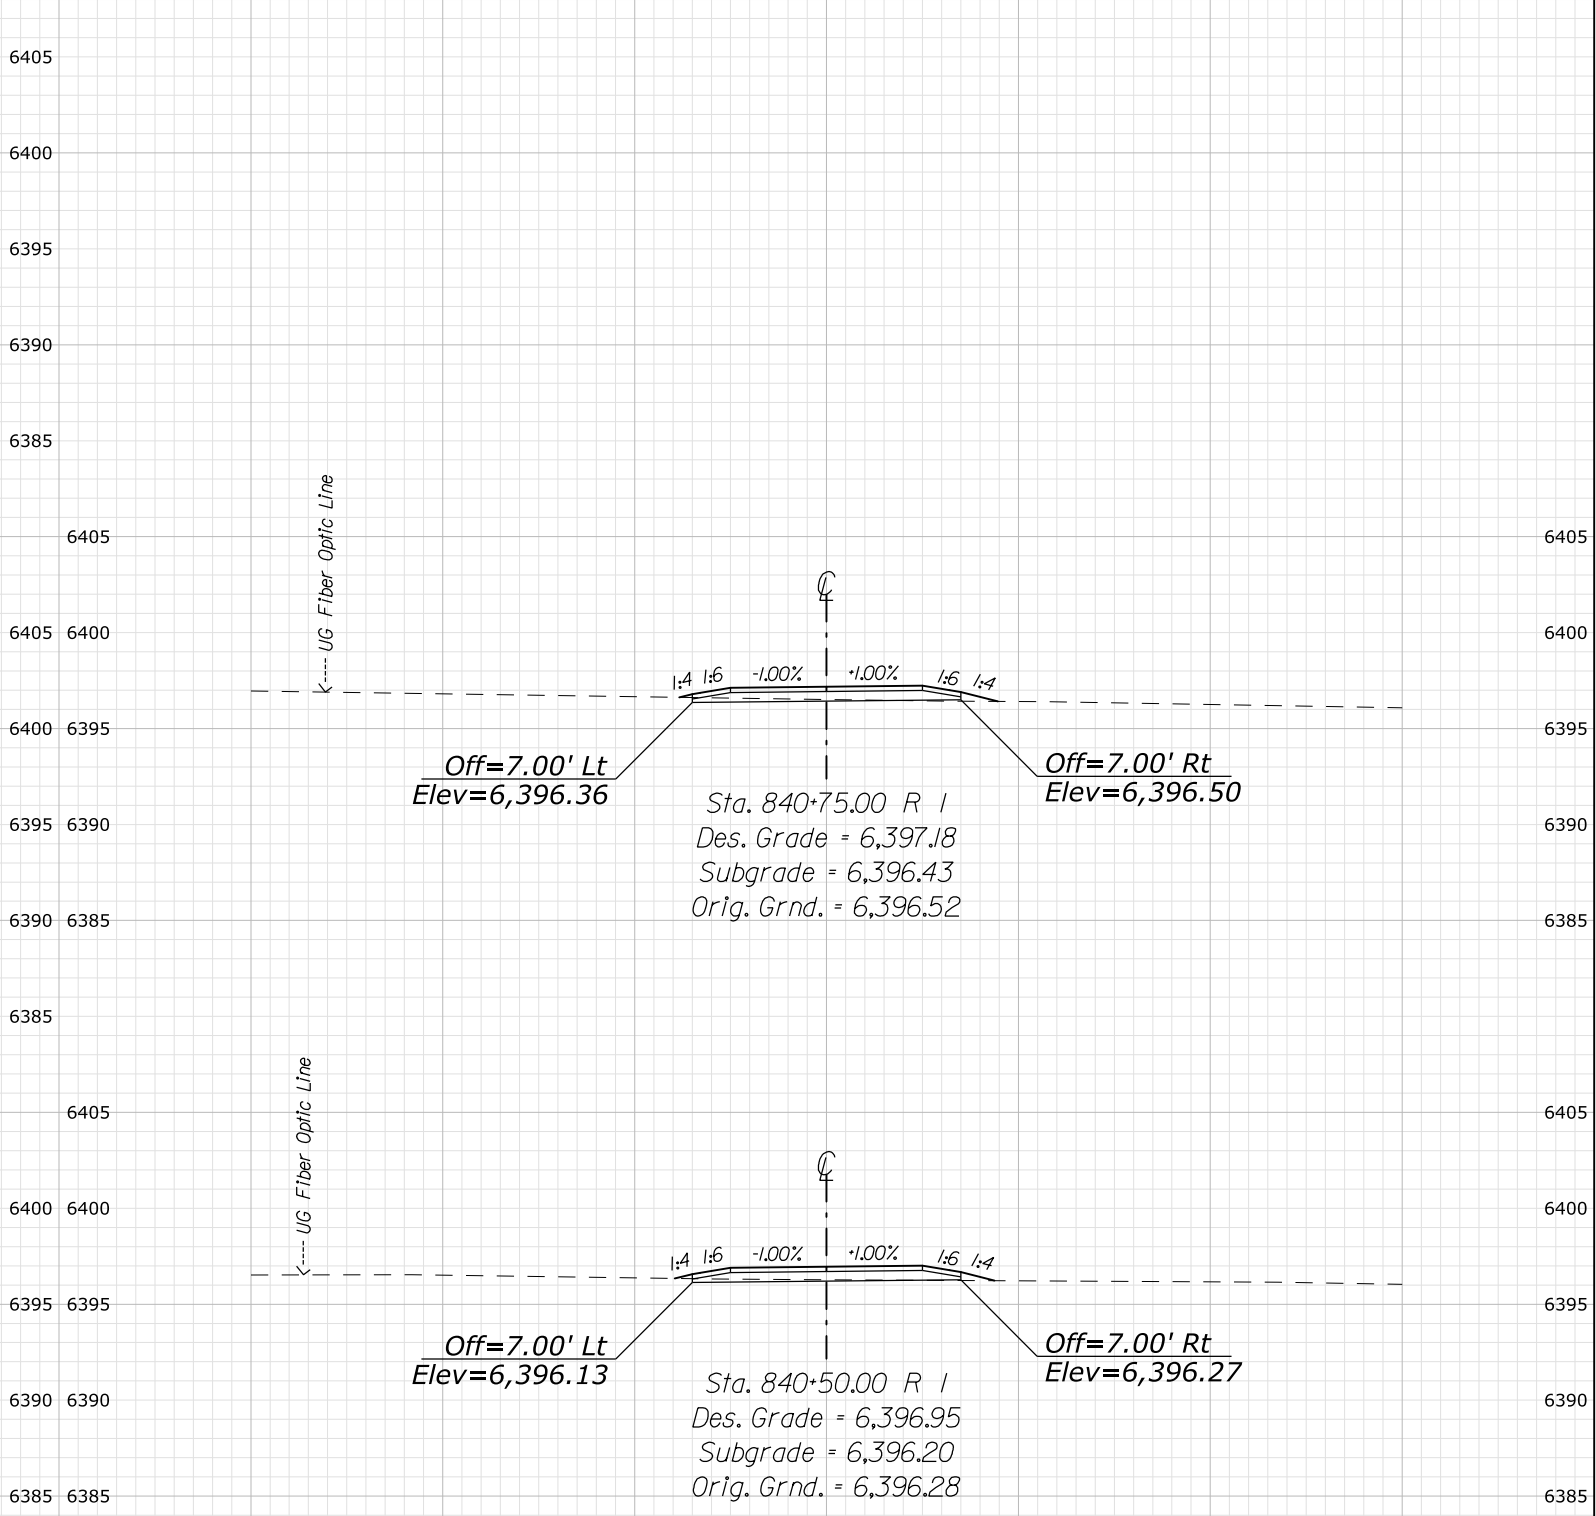 6405
6400
6395
6390
6385
UG Fiber Optic Line
6405 6405
℄
6405 6400 6400
1:4 1:6 -1.00% +1.00% 1:6 1:4
6400 6395 6395
Off=7.00' Lt
Elev=6,396.36
Off=7.00' Rt
Elev=6,396.50
Sta. 840+75.00 R 1
6395 6390 6390
Des. Grade = 6,397.18
Subgrade = 6,396.43
Orig. Grnd. = 6,396.52
6390 6385 6385
6385
UG Fiber Optic Line
6405 6405
℄
6400 6400 6400
1:4 1:6 -1.00% +1.00% 1:6 1:4
6395 6395 6395
Off=7.00' Lt
Elev=6,396.13
Off=7.00' Rt
Elev=6,396.27
Sta. 840+50.00 R 1
6390 6390 6390
Des. Grade = 6,396.95
Subgrade = 6,396.20
Orig. Grnd. = 6,396.28
6385 6385 6385